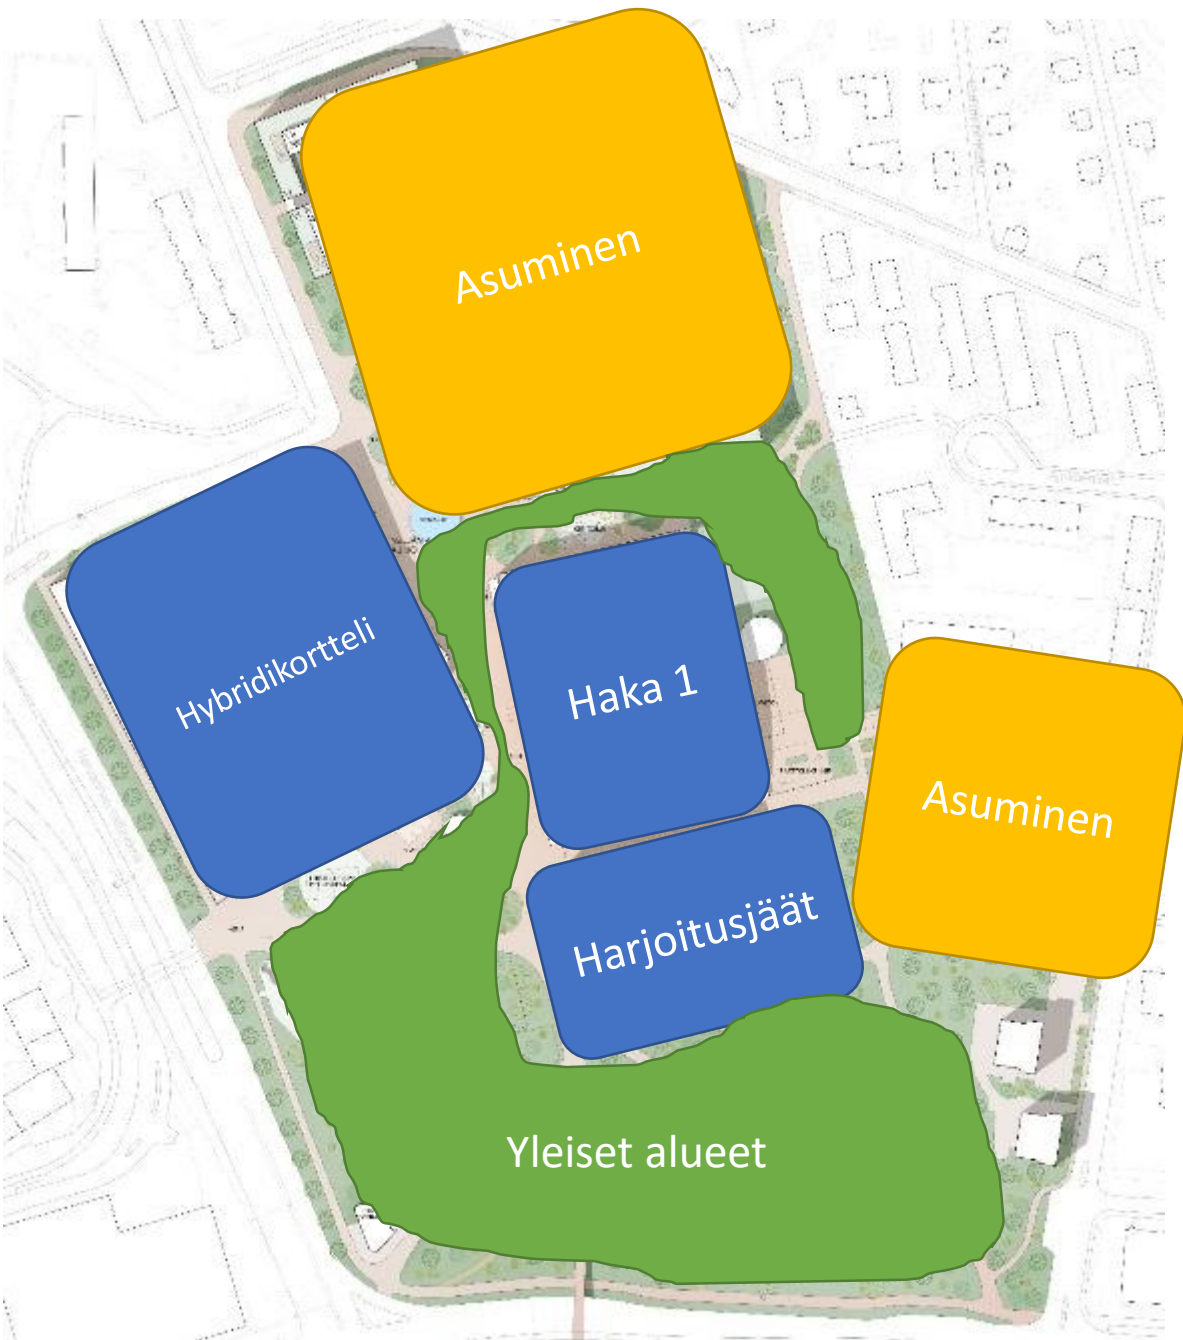 Asuminen
Hybridikortteli
Haka 1
Asuminen
Harjoitusjäät
Yleiset alueet